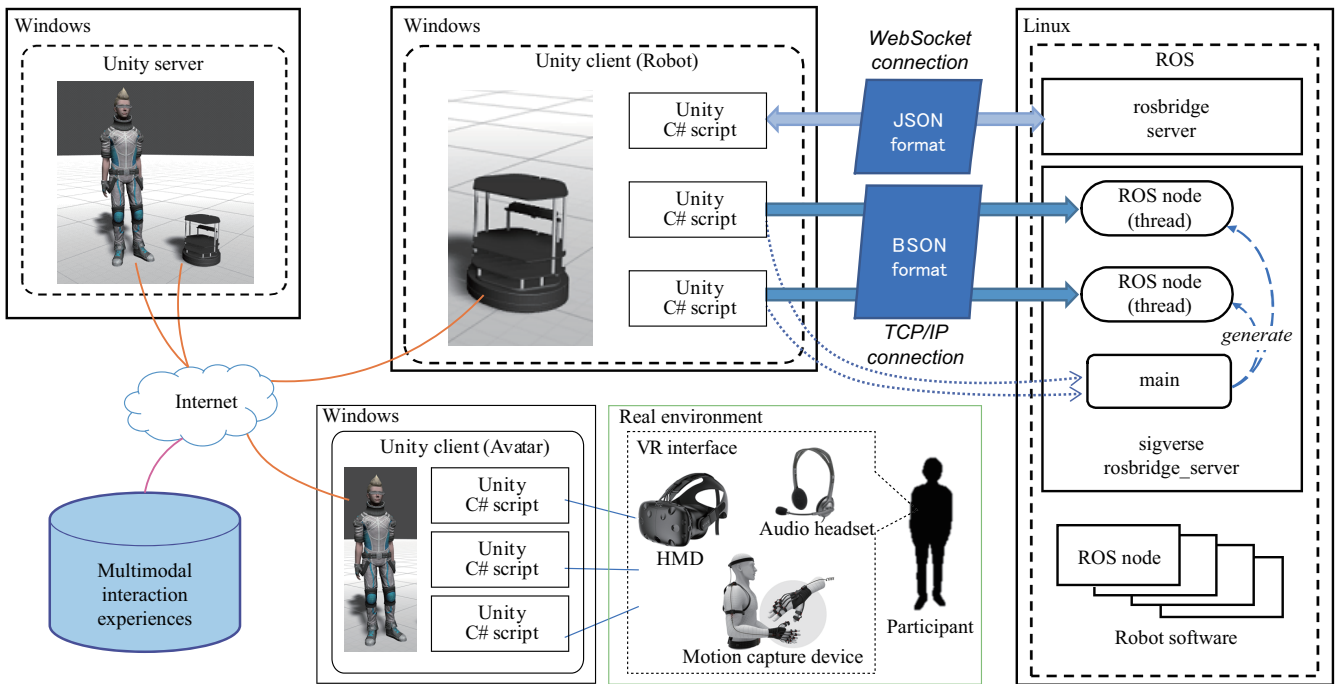 Windows
Unity server
Windows
Unity client (Robot)
Unity
C# script
Unity
C# script
Unity
C# script
WebSocket
connection
JSON
format
BSON
format
TCP/IP
connection
Linux
ROS
rosbridge
server
ROS node
(thread)
ROS node
(thread)
generate
main
sigverse
rosbridge_server
ROS node
Robot software
Internet
Multimodal
interaction
experiences
Windows
Unity client (Avatar)
Unity
C# script
Unity
C# script
Unity
C# script
Real environment
VR interface
HMD
Audio headset
Motion capture device
Participant